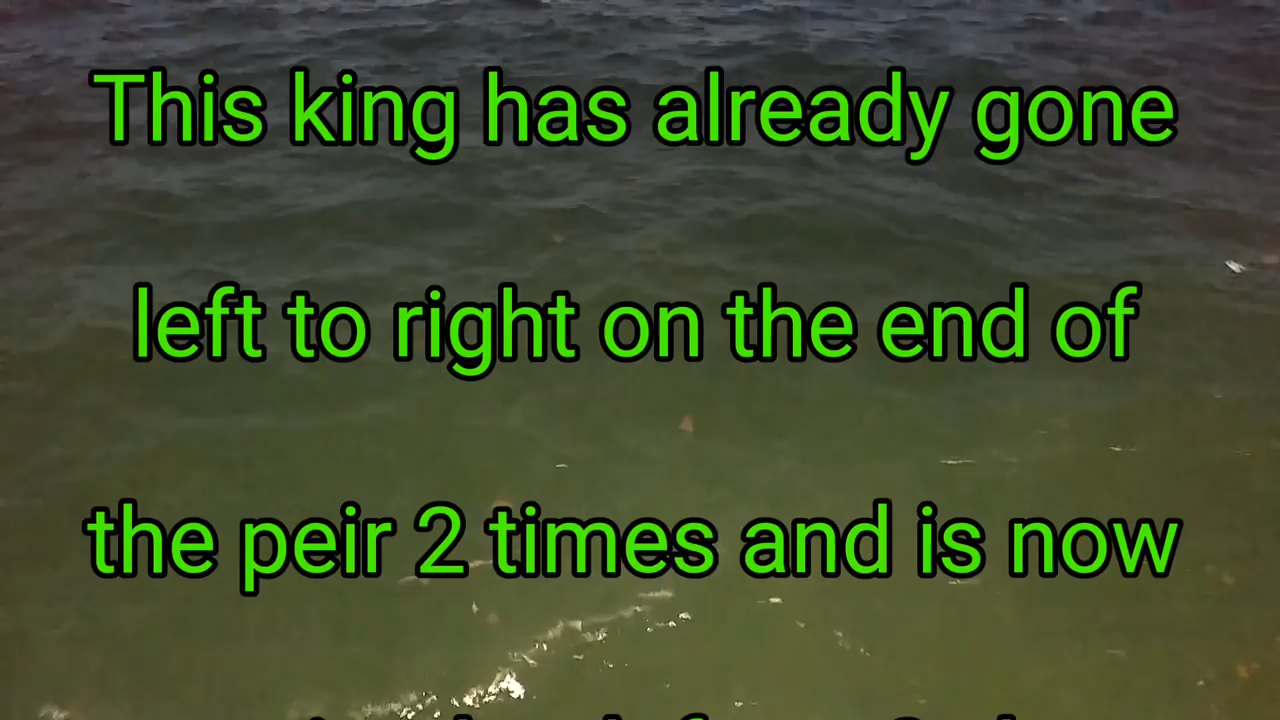 This king has already gone
left to right on the end of
the peir 2 times and is now